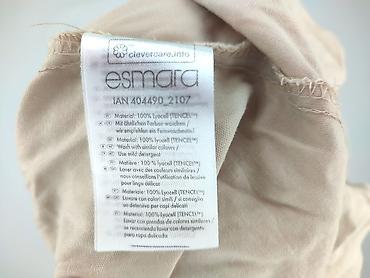 clevercare.info
esmara
IAN 404490_2107
Material: 100% Lyocell (TENCEL™)
Mit ähnlichen Farben waschen /
wir empfehlen ein Feinwaschmittel
Material: 100% Lyocell (TENCEL™)
Wash with similar colours /
Use mild detergent
Matière : 100 % lyocell (TENCEL™)
Laver avec des couleurs similaires /
nous conseillons l'utilisation de lessive
pour linge délicat
Materiale: 100% Lyocell (TENCEL™)
Lavare con colori simili / si consiglia
un detersivo per capi delicati
Material: 100% Lyocell (TENCEL™)
Lavar con prendas de colores similares /
se recomienda lavar con detergente
para ropa delicada